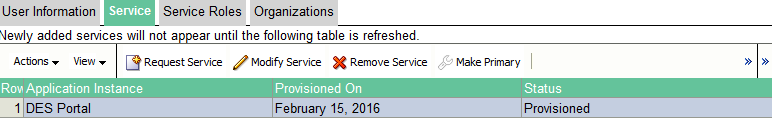 User Information Service Service Roles Organizations
Newly added services will not appear until the following table is refreshed.
Actions View Request Service Modify Service Remove Service Make Primary » »
Row Application Instance Provisioned On Status
1 DES Portal February 15, 2016 Provisioned